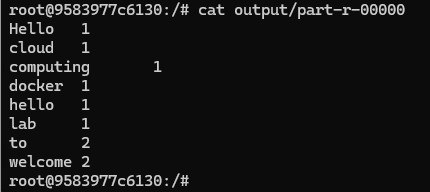 root@9583977c6130:/# cat output/part-r-00000
Hello	1
cloud	1
computing	1
docker	1
hello	1
lab	1
to	2
welcome	2
root@9583977c6130:/#